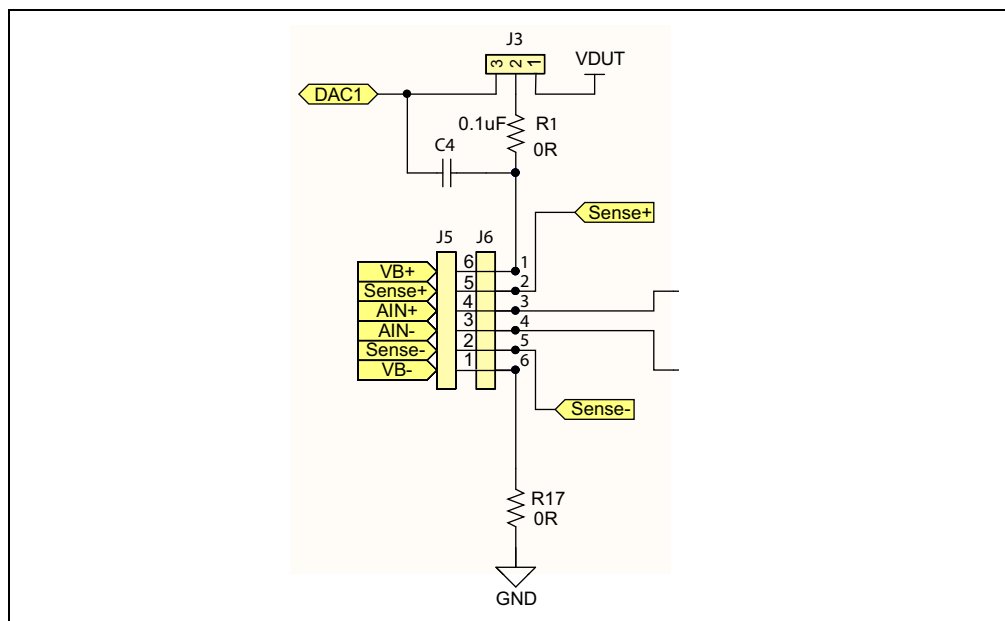 J3
VDUT
3 2 1
DAC1
0.1uF
R1
0R
C4
Sense+
J5
J6
VB+
6
1
Sense+
5
2
AIN+
4
3
AIN-
3
4
Sense-
2
5
VB-
1
6
Sense-
R17
0R
GND